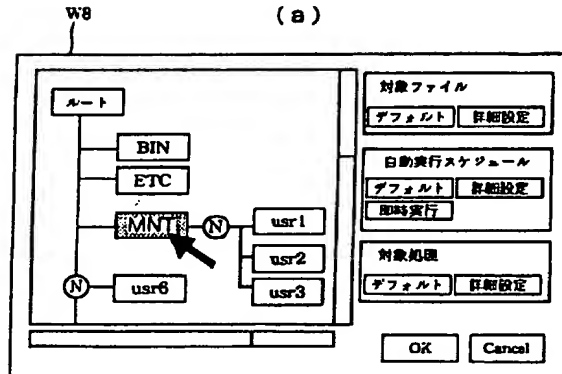 W8
(a)
ルート
BIN
ETC
MNT
N
usr1
usr2
usr3
N
usr6
対象ファイル
デフォルト
詳細設定
自動実行スケジュール
デフォルト
詳細設定
即時実行
対象処理
デフォルト
詳細設定
OK
Cancel